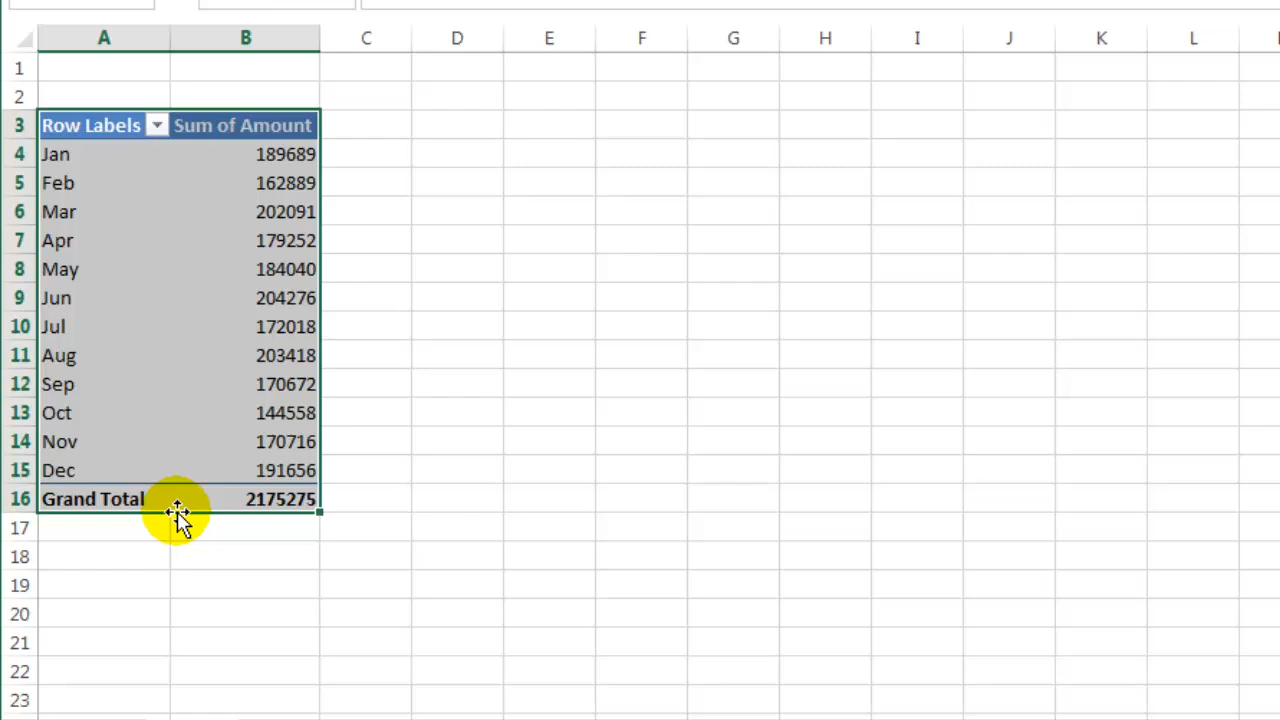 A B C D E F G H I J K L
1
2
3 Row Labels Sum of Amount
4 Jan 189689
5 Feb 162889
6 Mar 202091
7 Apr 179252
8 May 184040
9 Jun 204276
10 Jul 172018
11 Aug 203418
12 Sep 170672
13 Oct 144558
14 Nov 170716
15 Dec 191656
16 Grand Total 2175275
17
18
19
20
21
22
23